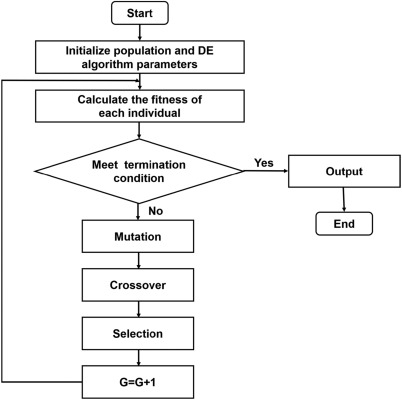 Start
Initialize population and DE
algorithm parameters
Calculate the fitness of
each individual
Meet termination
condition
Yes
Output
End
No
Mutation
Crossover
Selection
G=G+1